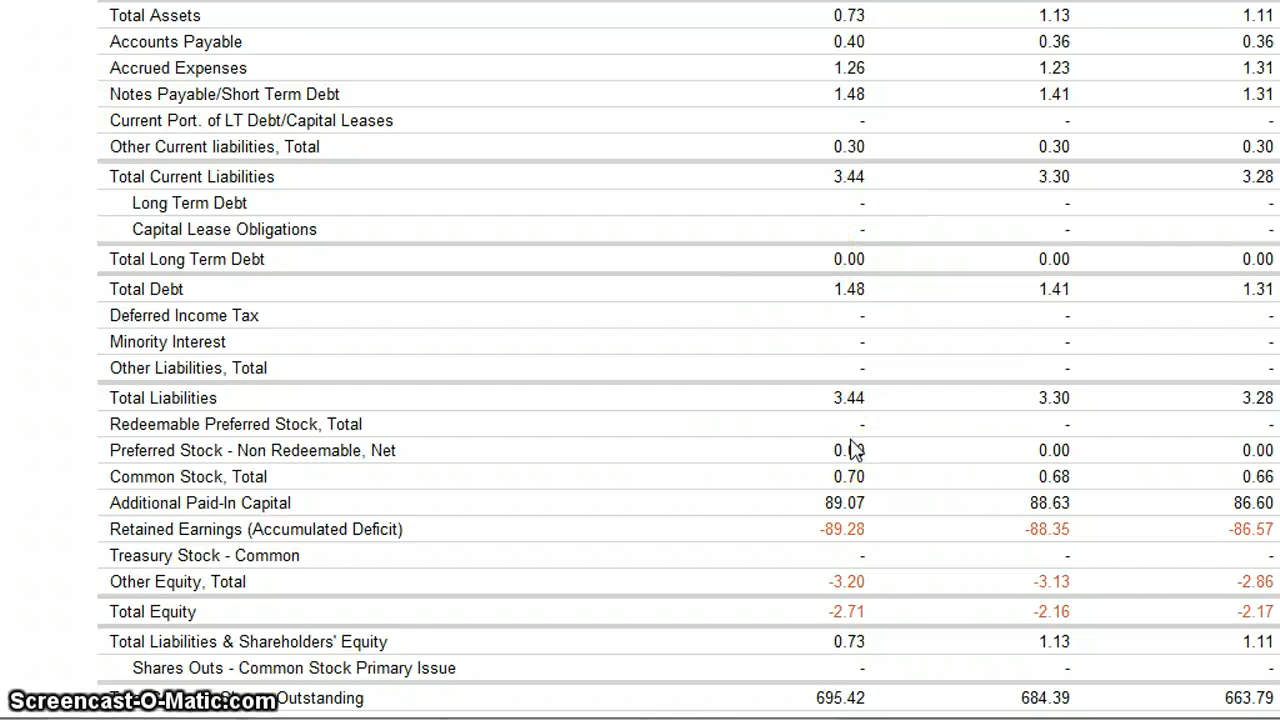 Total Assets 0.73 1.13 1.11
Accounts Payable 0.40 0.36 0.36
Accrued Expenses 1.26 1.23 1.31
Notes Payable/Short Term Debt 1.48 1.41 1.31
Current Port. of LT Debt/Capital Leases - - -
Other Current liabilities, Total 0.30 0.30 0.30
Total Current Liabilities 3.44 3.30 3.28
Long Term Debt - - -
Capital Lease Obligations - - -
Total Long Term Debt 0.00 0.00 0.00
Total Debt 1.48 1.41 1.31
Deferred Income Tax - - -
Minority Interest - - -
Other Liabilities, Total - - -
Total Liabilities 3.44 3.30 3.28
Redeemable Preferred Stock, Total - - -
Preferred Stock - Non Redeemable, Net 0.00 0.00
Common Stock, Total 0.70 0.68 0.66
Additional Paid-In Capital 89.07 88.63 86.60
Retained Earnings (Accumulated Deficit) -89.28 -88.35 -86.57
Treasury Stock - Common - - -
Other Equity, Total -3.20 -3.13 -2.86
Total Equity -2.71 -2.16 -2.17
Total Liabilities & Shareholders' Equity 0.73 1.13 1.11
Shares Outs - Common Stock Primary Issue - - -
Outstanding 695.42 684.39 663.79
Screencast-O-Matic.com